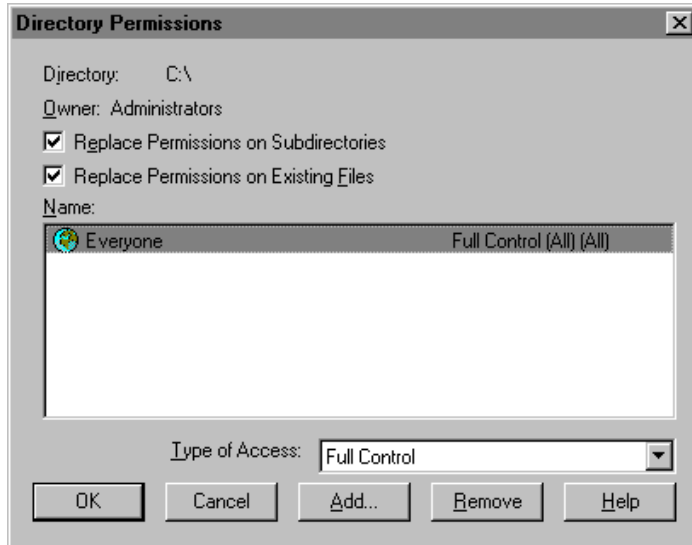 Directory Permissions
Directory: C:\
Owner: Administrators
Replace Permissions on Subdirectories
Replace Permissions on Existing Files
Name:
Everyone Full Control (All) (All)
Type of Access: Full Control
OK Cancel Add... Remove Help